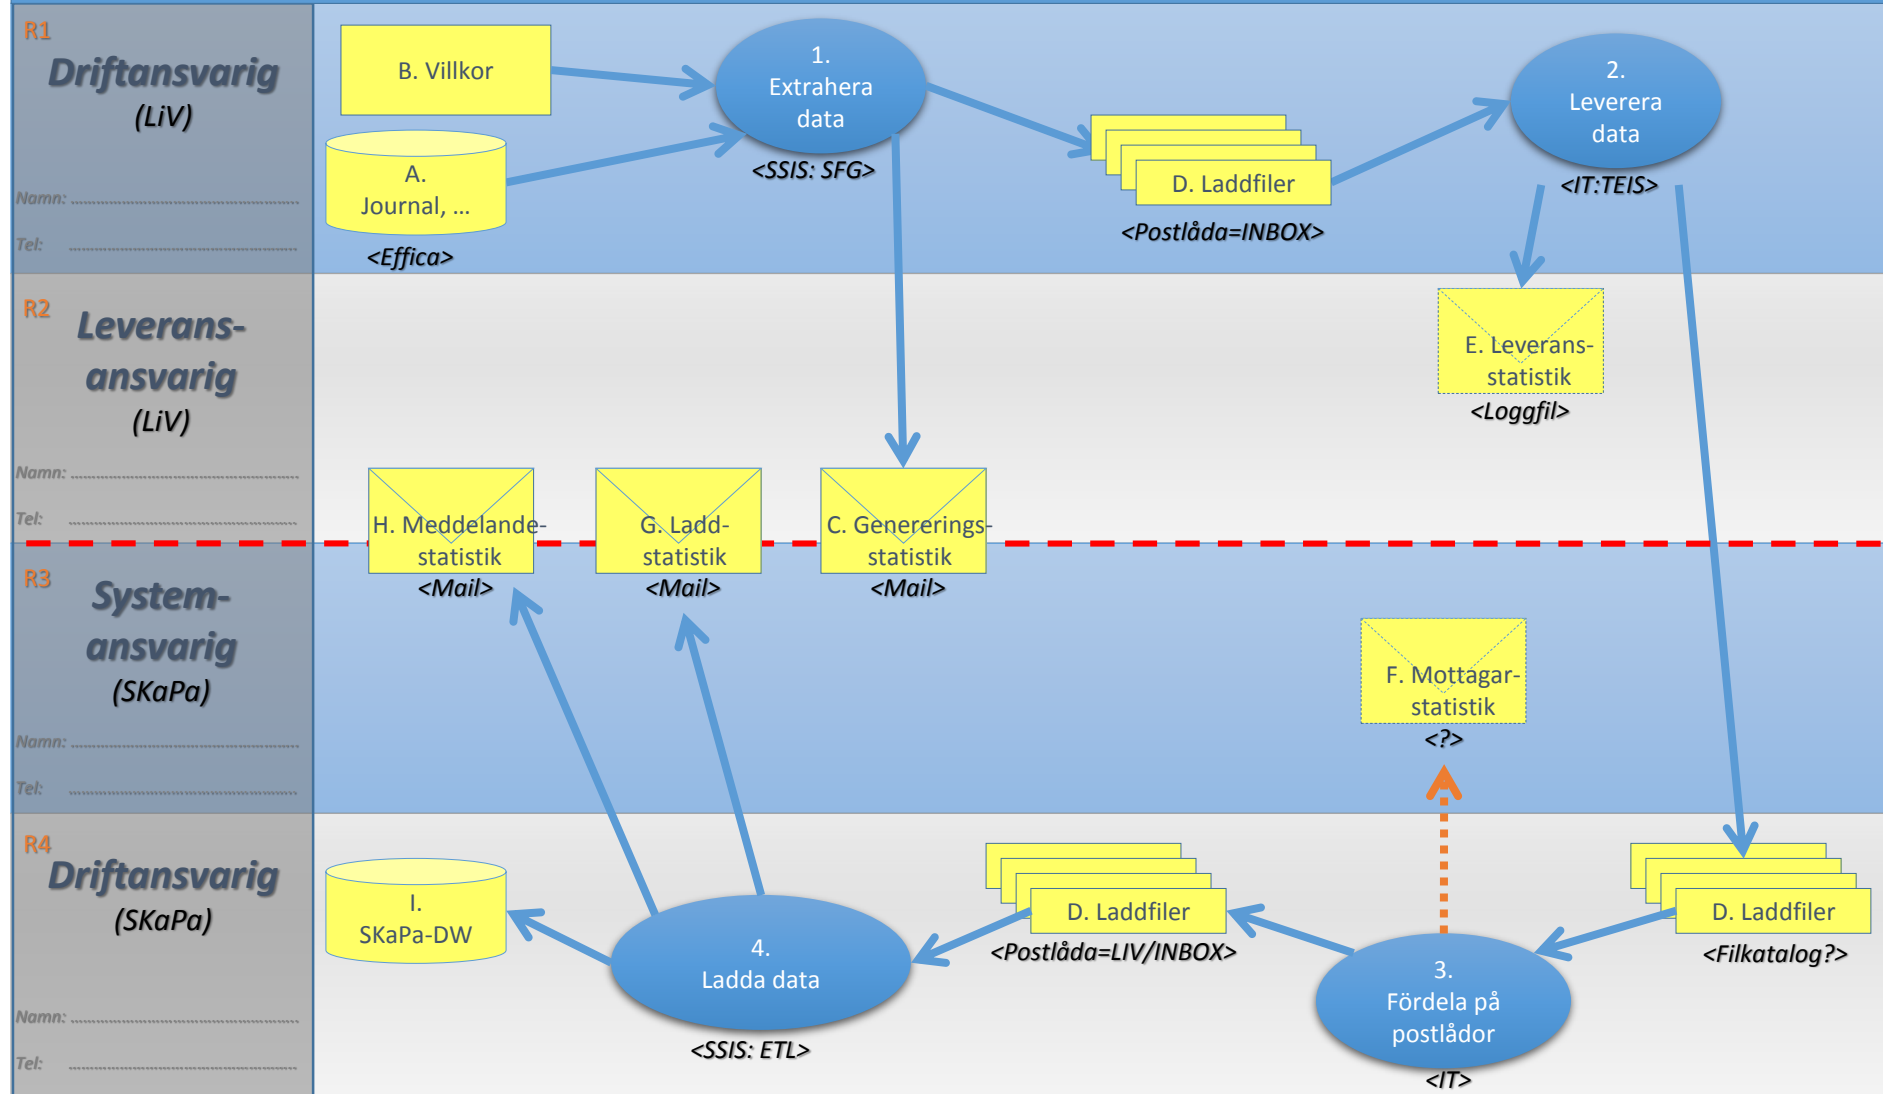 R1
Driftansvarig
(LiV)
Namn: ........................................................
Tel: ........................................................
B. Villkor
A.
Journal, ...
<Effica>
1.
Extrahera
data
<SSIS: SFG>
D. Laddfiler
<Postlåda=INBOX>
2.
Leverera
data
<IT:TEIS>
R2
Leverans-
ansvarig
(LiV)
Namn: ........................................................
Tel: ........................................................
E. Leverans-
statistik
<Loggfil>
H. Meddelande-
statistik
<Mail>
G. Ladd-
statistik
<Mail>
C. Genererings-
statistik
<Mail>
R3
System-
ansvarig
(SKaPa)
Namn: ........................................................
Tel: ........................................................
F. Mottagar-
statistik
<?>
R4
Driftansvarig
(SKaPa)
Namn: ........................................................
Tel: ........................................................
I.
SKaPa-DW
4.
Ladda data
<SSIS: ETL>
D. Laddfiler
<Postlåda=LIV/INBOX>
3.
Fördela på
postlådor
<IT>
D. Laddfiler
<Filkatalog?>